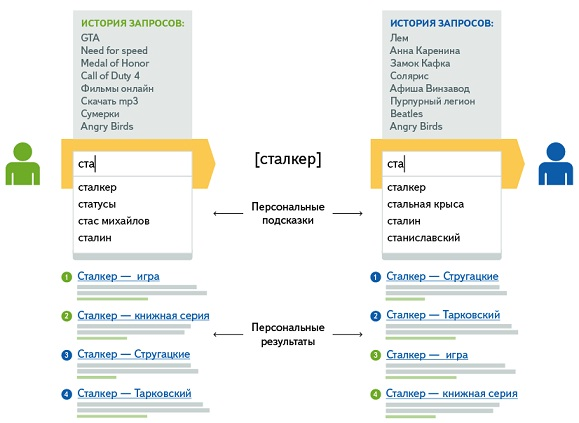 ИСТОРИЯ ЗАПРОСОВ:
GTA
Need for speed
Medal of Honor
Call of Duty 4
Фильмы онлайн
Скачать mp3
Сумерки
Angry Birds
ИСТОРИЯ ЗАПРОСОВ:
Лем
Анна Каренина
Замок Кафка
Солярис
Афиша Винзавод
Пурпурный легион
Beatles
Angry Birds
ста
[сталкер]
ста
сталкер
статусы
стас михайлов
сталин
Персональные
подсказки
сталкер
стальная крыса
сталин
станиславский
1 Сталкер — игра
2 Сталкер — книжная серия
3 Сталкер — Стругацкие
4 Сталкер — Тарковский
Персональные
результаты
1 Сталкер — Стругацкие
2 Сталкер — Тарковский
3 Сталкер — игра
4 Сталкер — книжная серия